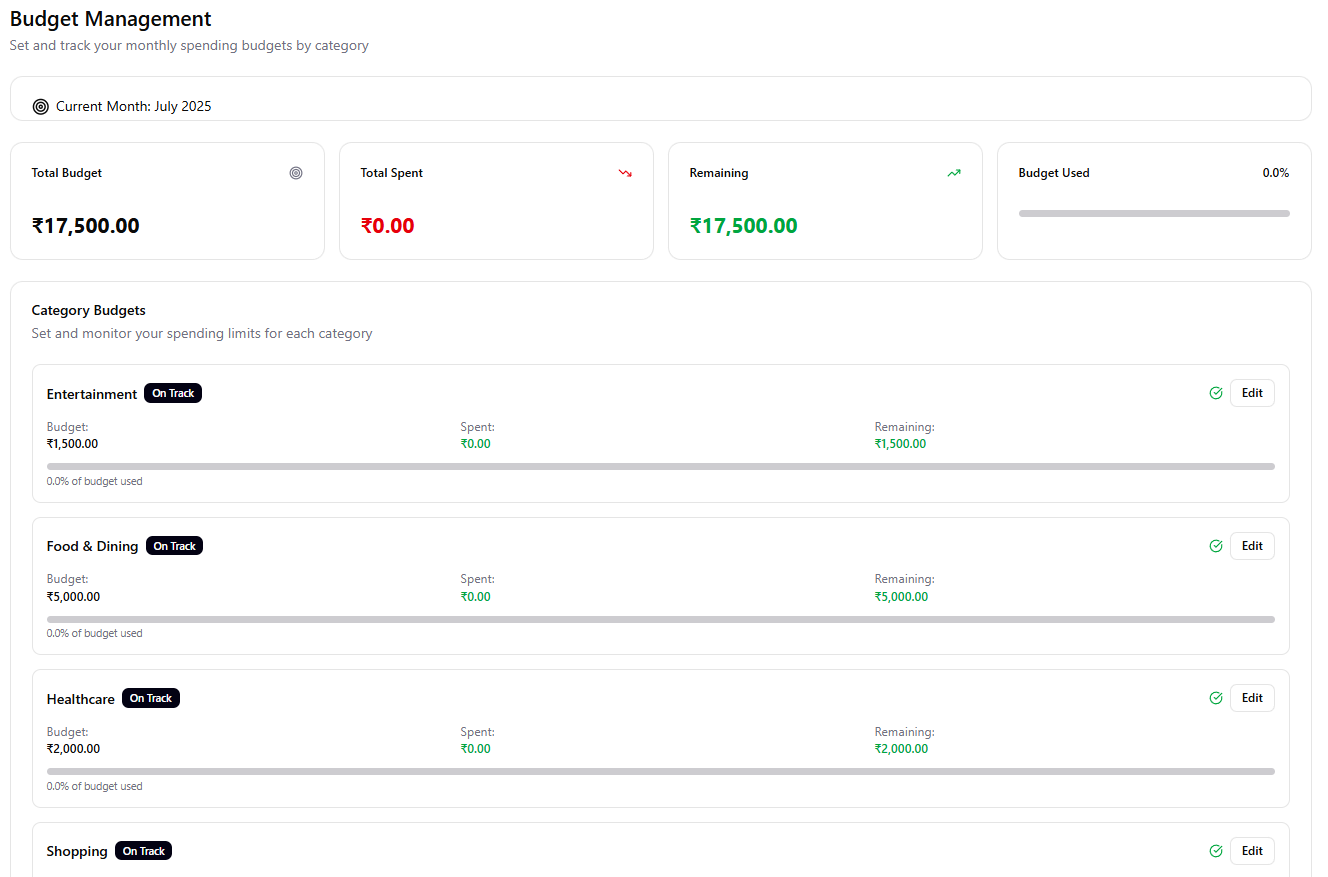 Budget Management
Set and track your monthly spending budgets by category
Current Month: July 2025
Total Budget
₹17,500.00
Total Spent
₹0.00
Remaining
₹17,500.00
Budget Used 0.0%
Category Budgets
Set and monitor your spending limits for each category
Entertainment On Track Edit
Budget: Spent: Remaining:
₹1,500.00 ₹0.00 ₹1,500.00
0.0% of budget used
Food & Dining On Track Edit
Budget: Spent: Remaining:
₹5,000.00 ₹0.00 ₹5,000.00
0.0% of budget used
Healthcare On Track Edit
Budget: Spent: Remaining:
₹2,000.00 ₹0.00 ₹2,000.00
0.0% of budget used
Shopping On Track Edit